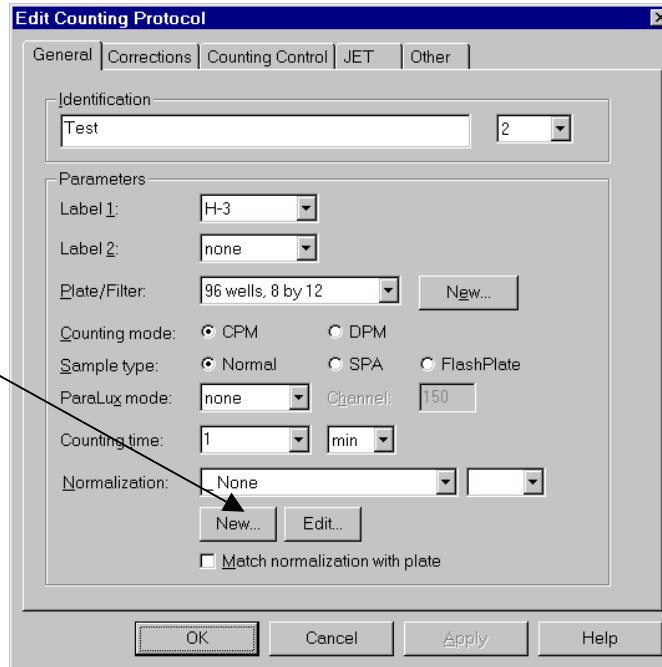 Edit Counting Protocol
General Corrections Counting Control JET Other
Identification
Test 2
Parameters
Label 1: H-3
Label 2: none
Plate/Filter: 96 wells, 8 by 12 New...
Counting mode: CPM DPM
Sample type: Normal SPA FlashPlate
ParaLux mode: none Channel: 150
Counting time: 1 min
Normalization: _None
New... Edit...
Match normalization with plate
OK Cancel Apply Help